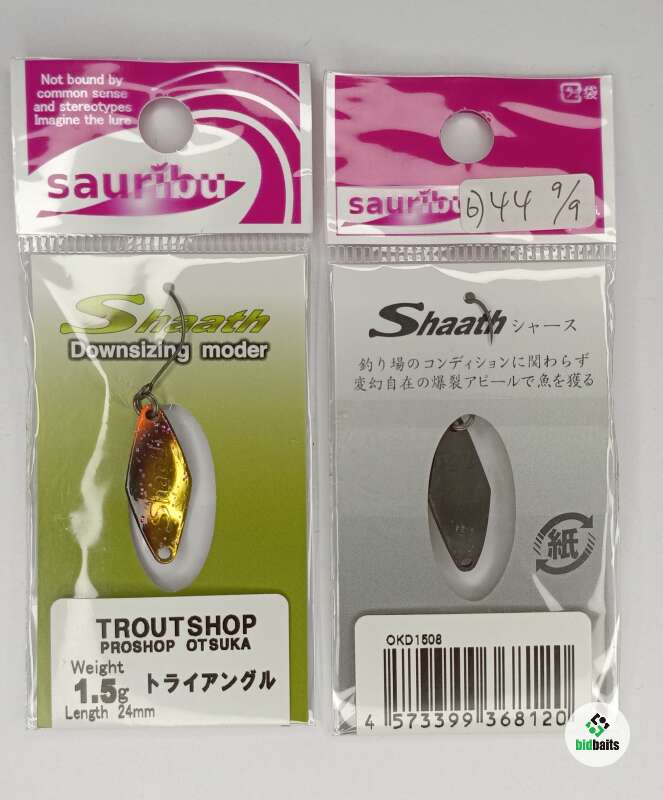 Not bound by
common sense
and stereotypes
Imagine the lure
sauribu
Shaath
Downsizing moder
Shaath
TROUTSHOP
PROSHOP OTSUKA
Weight
1.5g
トライアングル
Length 24mm
袋
sauribu
6)44 9/9
Shaath シャース
釣り場のコンディションに関わらず
変幻自在の爆裂アピールで魚を獲る
紙
OKD1508
4 573399 368120
bidbaits